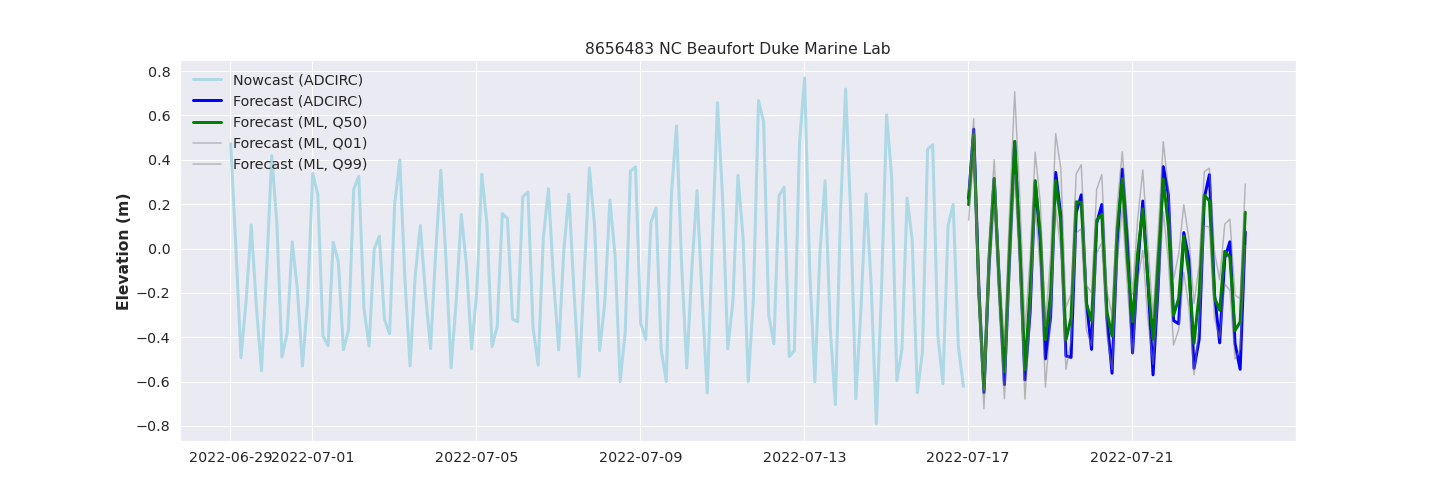 8656483 NC Beaufort Duke Marine Lab
Nowcast (ADCIRC)
Forecast (ADCIRC)
Forecast (ML, Q50)
Forecast (ML, Q01)
Forecast (ML, Q99)
Elevation (m)
0.8
0.6
0.4
0.2
0.0
−0.2
−0.4
−0.6
−0.8
2022-06-29 2022-07-01 2022-07-05 2022-07-09 2022-07-13 2022-07-17 2022-07-21